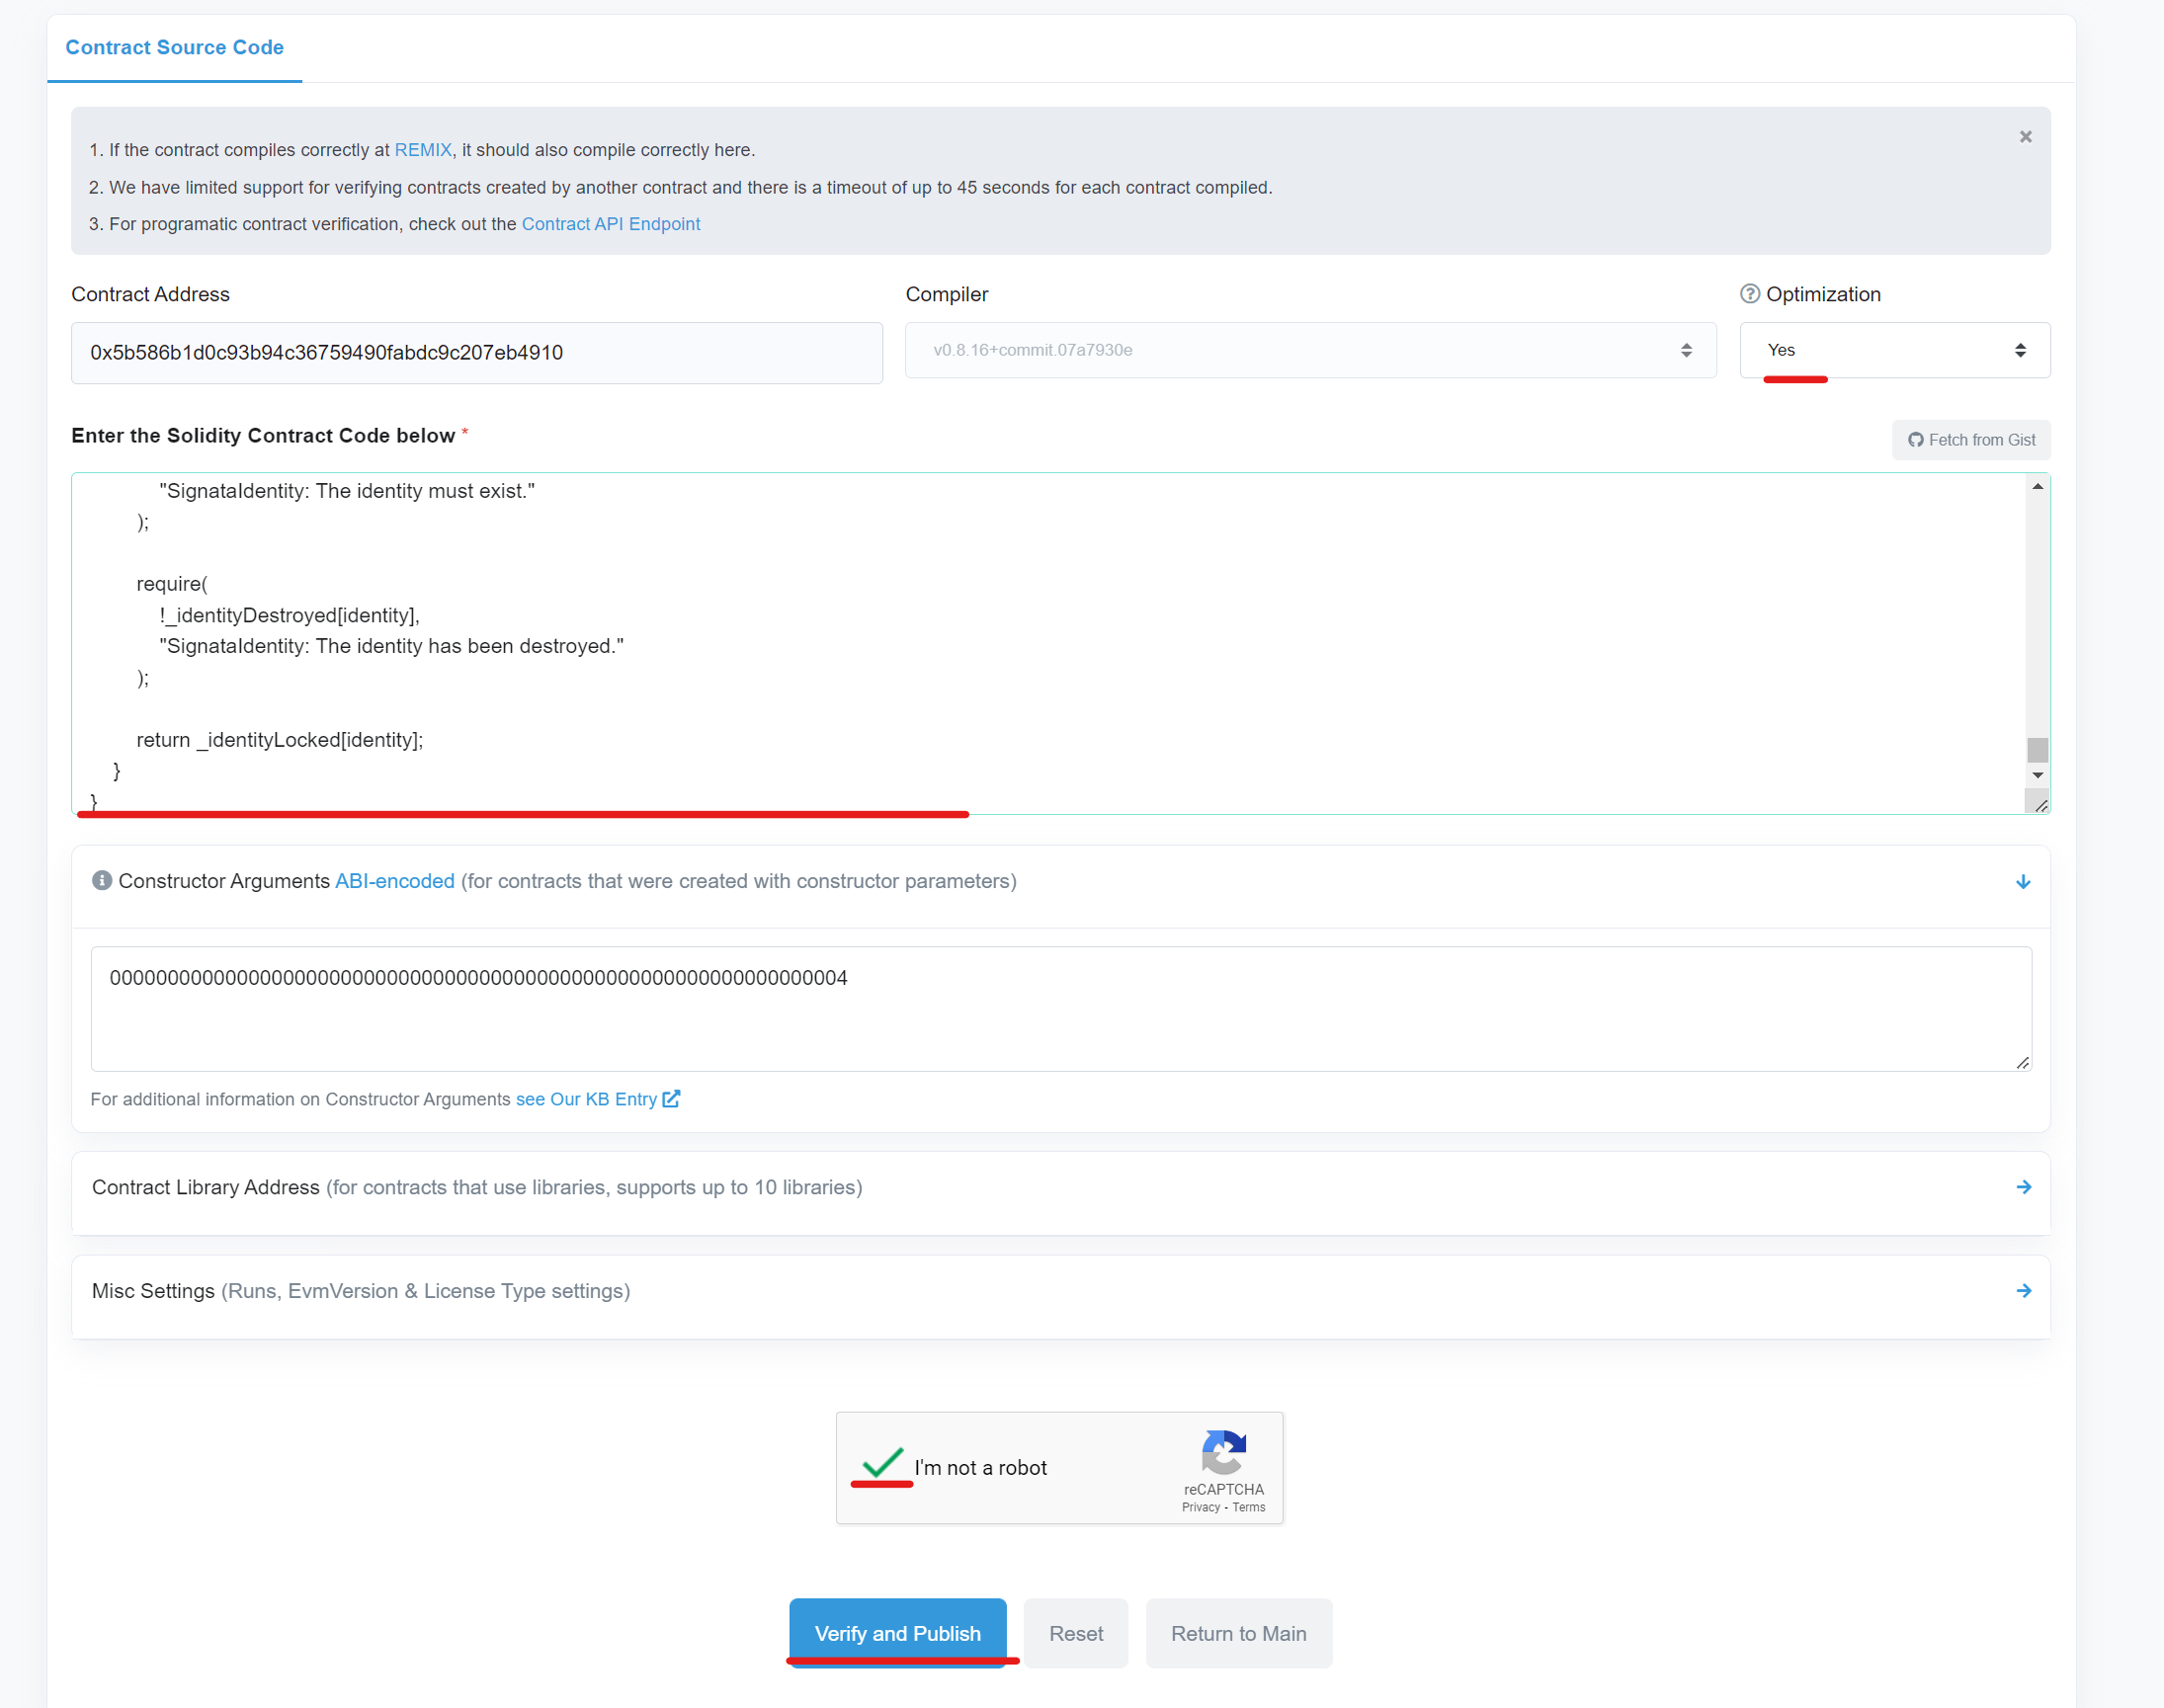 Contract Source Code
1. If the contract compiles correctly at REMIX, it should also compile correctly here.
2. We have limited support for verifying contracts created by another contract and there is a timeout of up to 45 seconds for each contract compiled.
3. For programatic contract verification, check out the Contract API Endpoint
Contract Address
Compiler
Optimization
0x5b586b1d0c93b94c36759490fabdc9c207eb4910
v0.8.16+commit.07a7930e
Yes
Enter the Solidity Contract Code below *
Fetch from Gist
"SignataIdentity: The identity must exist."
);
require(
!_identityDestroyed[identity],
"SignataIdentity: The identity has been destroyed."
);
return _identityLocked[identity];
}
}
Constructor Arguments ABI-encoded (for contracts that were created with constructor parameters)
0000000000000000000000000000000000000000000000000000000000000004
For additional information on Constructor Arguments see Our KB Entry
Contract Library Address (for contracts that use libraries, supports up to 10 libraries)
Misc Settings (Runs, EvmVersion & License Type settings)
I'm not a robot
reCAPTCHA
Privacy - Terms
Verify and Publish
Reset
Return to Main